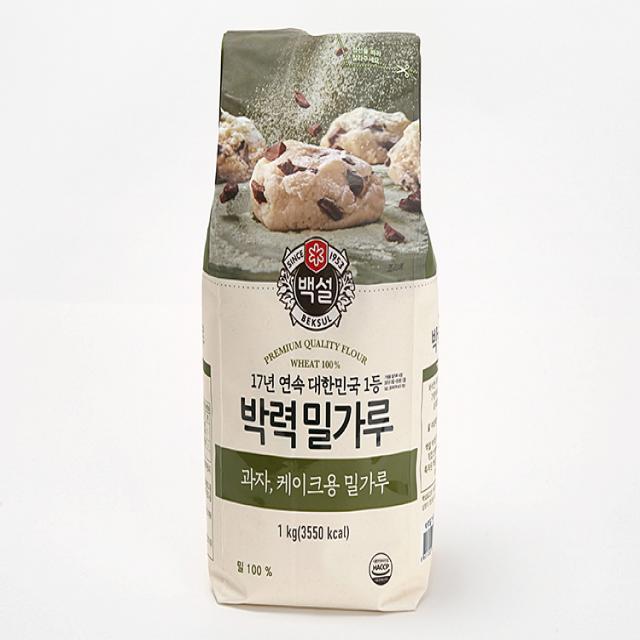 SINCE 1953
백설
BEKSUL
PREMIUM QUALITY FLOUR
WHEAT 100%
17년 연속 대한민국 1등
박력 밀가루
과자, 케이크용 밀가루
1 kg(3550 kcal)
밀 100 %
HACCP